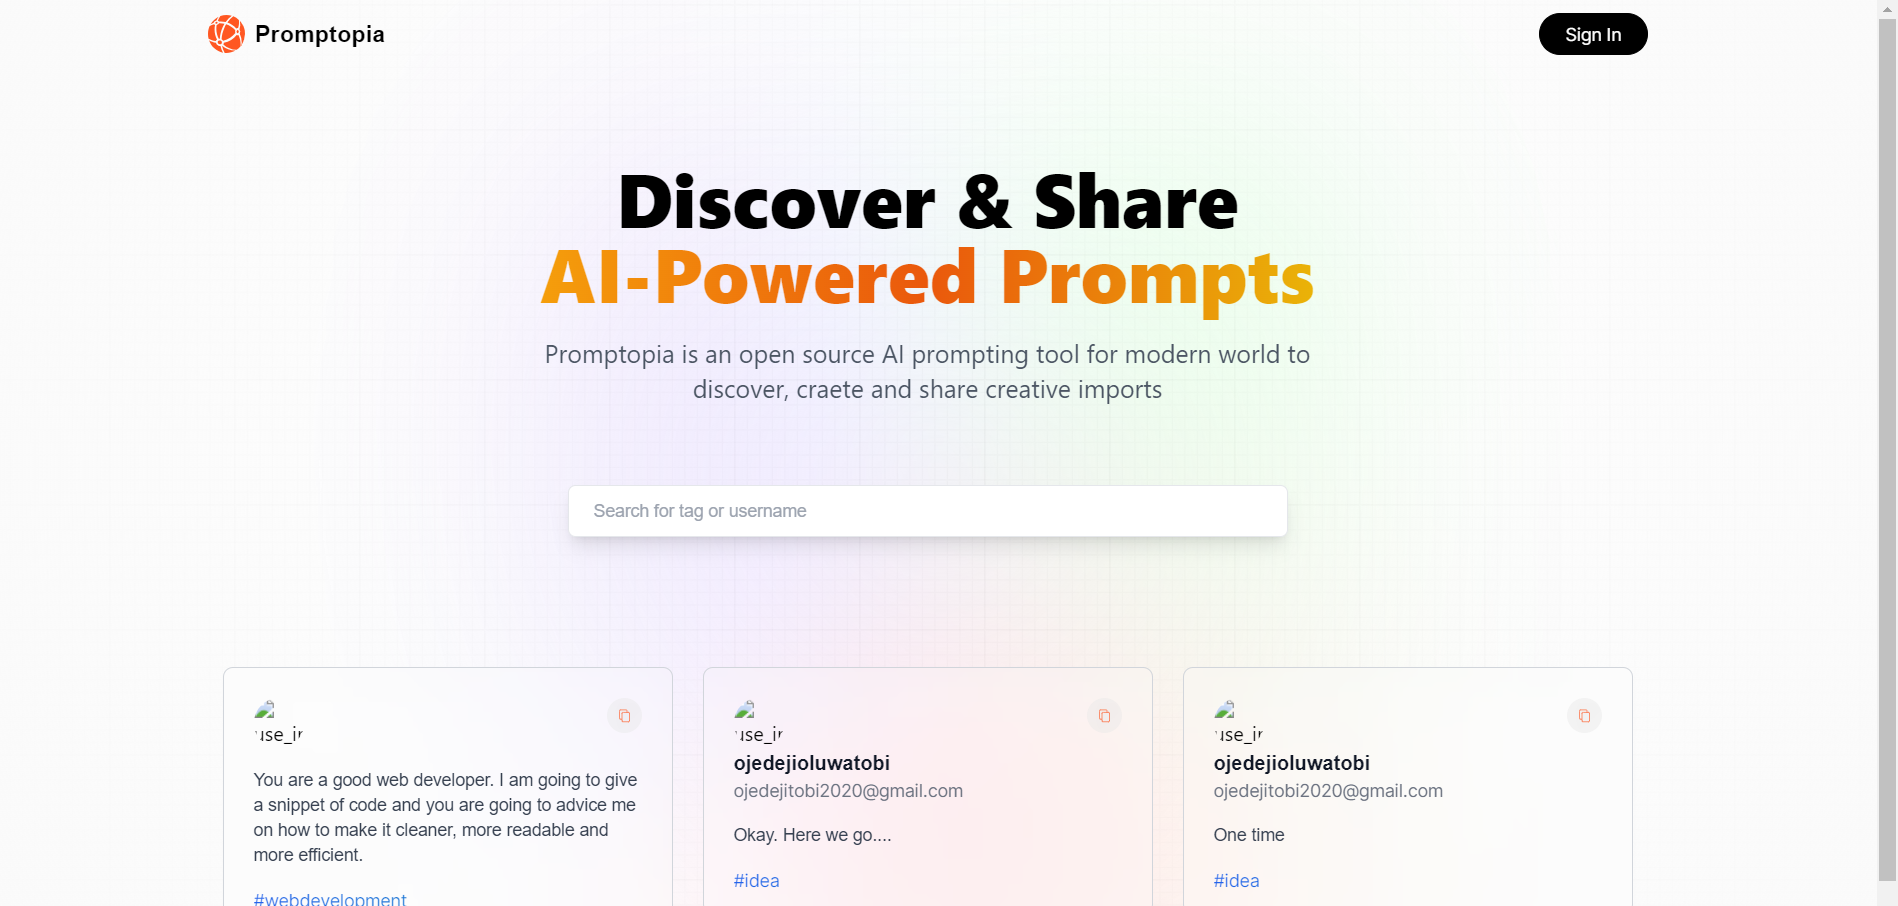 Promptopia
Sign In
Discover & Share
AI-Powered Prompts
Promptopia is an open source AI prompting tool for modern world to
discover, craete and share creative imports
Search for tag or username
use_ir
You are a good web developer. I am going to give
a snippet of code and you are going to advice me
on how to make it cleaner, more readable and
more efficient.
#webdevelopment
use_ir
ojedejioluwatobi
ojedejitobi2020@gmail.com
Okay. Here we go....
#idea
use_ir
ojedejioluwatobi
ojedejitobi2020@gmail.com
One time
#idea